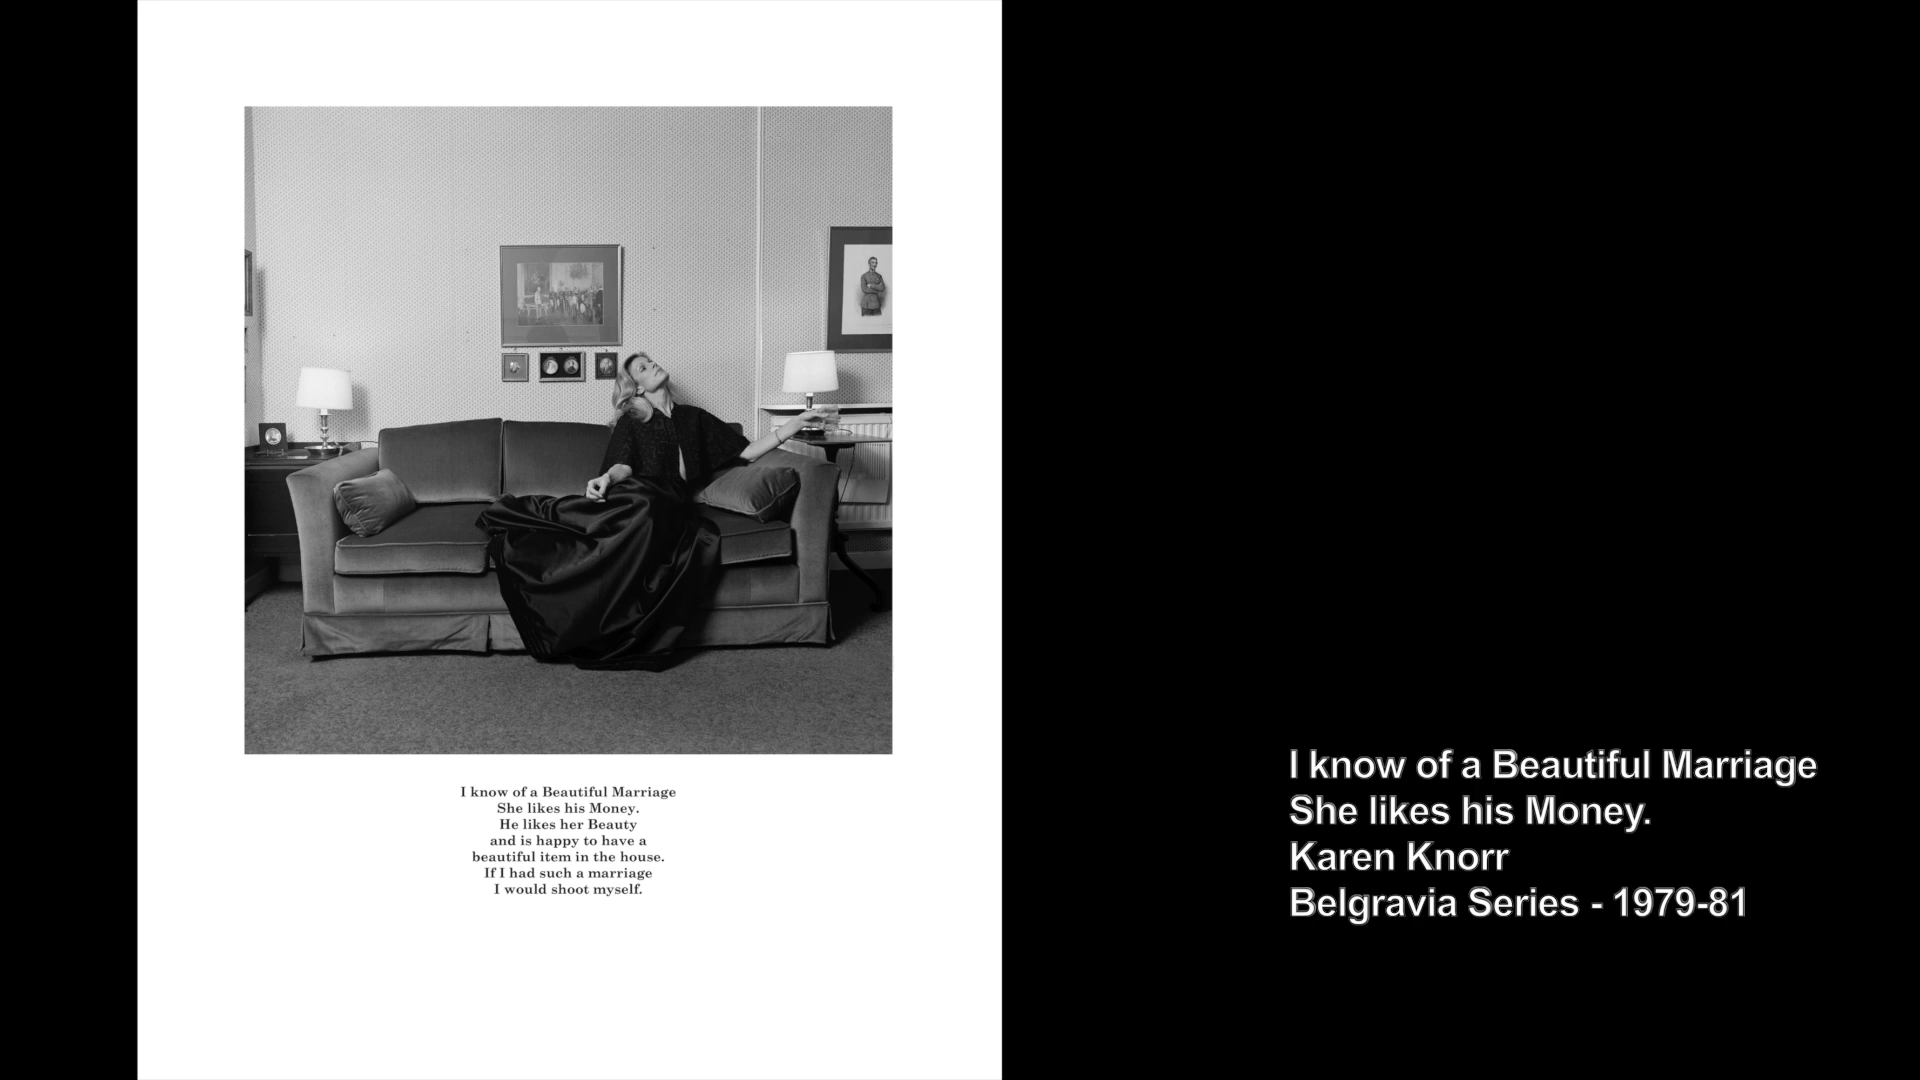 I know of a Beautiful Marriage
She likes his Money.
He likes her Beauty
and is happy to have a
beautiful item in the house.
If I had such a marriage
I would shoot myself.
I know of a Beautiful Marriage
She likes his Money.
Karen Knorr
Belgravia Series - 1979-81